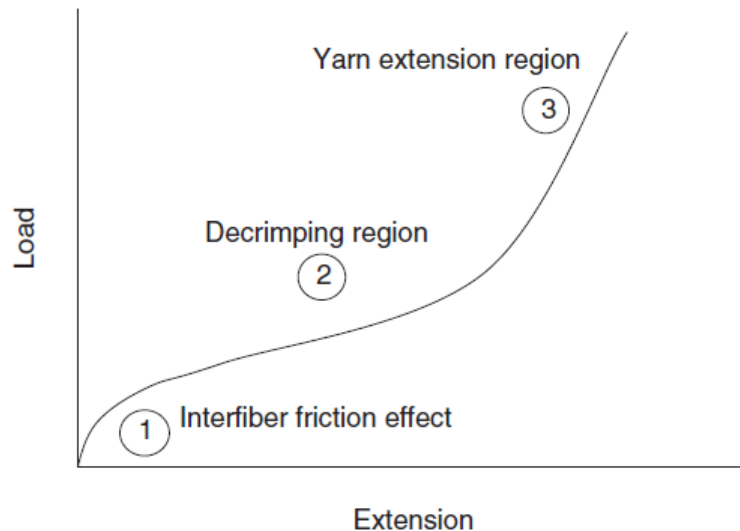 Yarn extension region
3
Load
Decrimping region
2
1 Interfiber friction effect
Extension